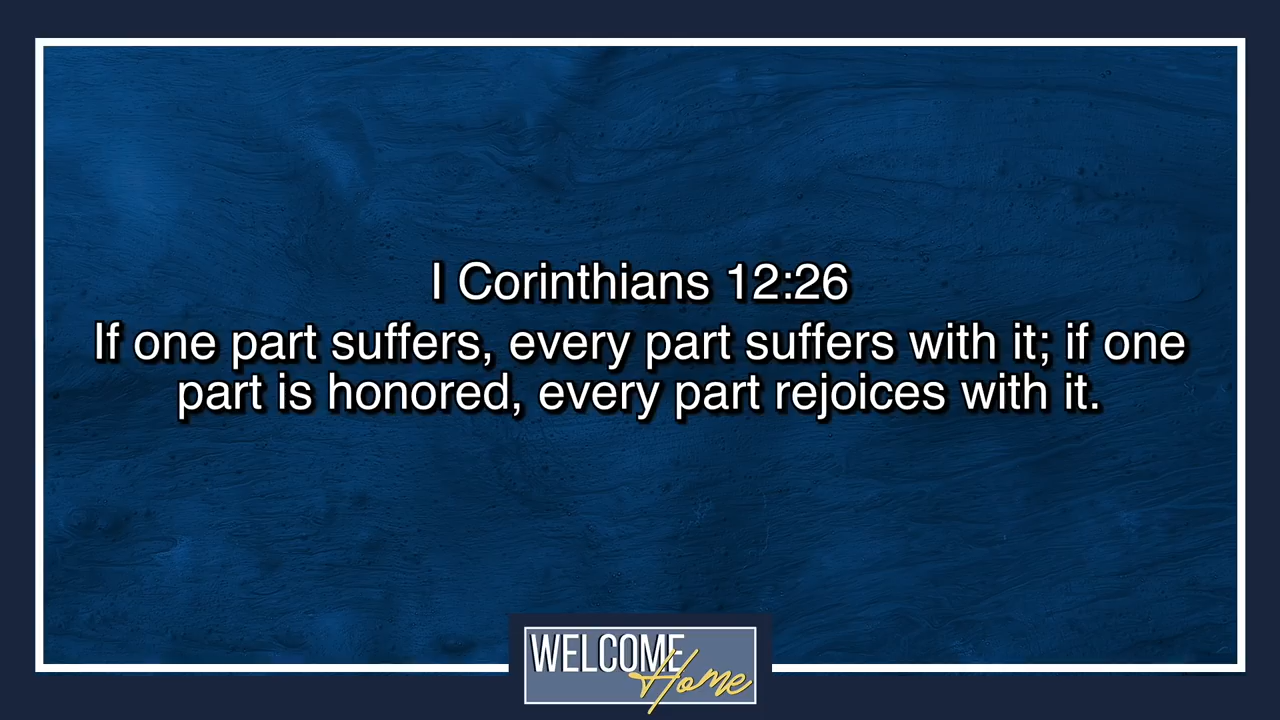 I Corinthians 12:26
If one part suffers, every part suffers with it; if one
part is honored, every part rejoices with it.
WELCOME
Home